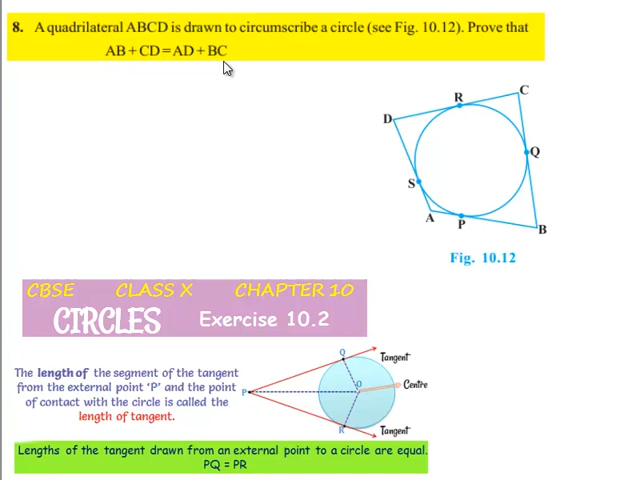 8. A quadrilateral ABCD is drawn to circumscribe a circle (see Fig. 10.12). Prove that
AB + CD = AD + BC
C
R
D
Q
S
A
P
B
Fig. 10.12
CBSE CLASS X CHAPTER 10
CIRCLES Exercise 10.2
The length of the segment of the tangent
from the external point 'P' and the point
of contact with the circle is called the
length of tangent.
Q
Tangent
O
Centre
P
R
Tangent
Lengths of the tangent drawn from an external point to a circle are equal.
PQ = PR